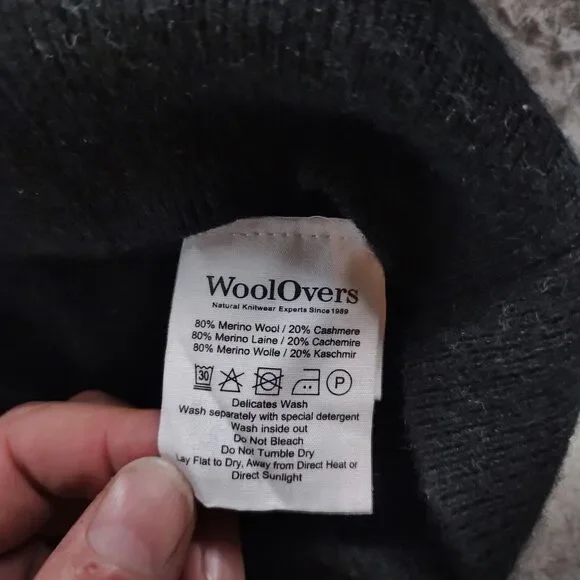 WoolOvers
Natural Knitwear Experts Since 1989
80% Merino Wool / 20% Cashmere
80% Merino Laine / 20% Cachemire
80% Merino Wolle / 20% Kaschmir
30 P
Delicates Wash
Wash separately with special detergent
Wash inside out
Do Not Bleach
Do Not Tumble Dry
Lay Flat to Dry, Away from Direct Heat or
Direct Sunlight